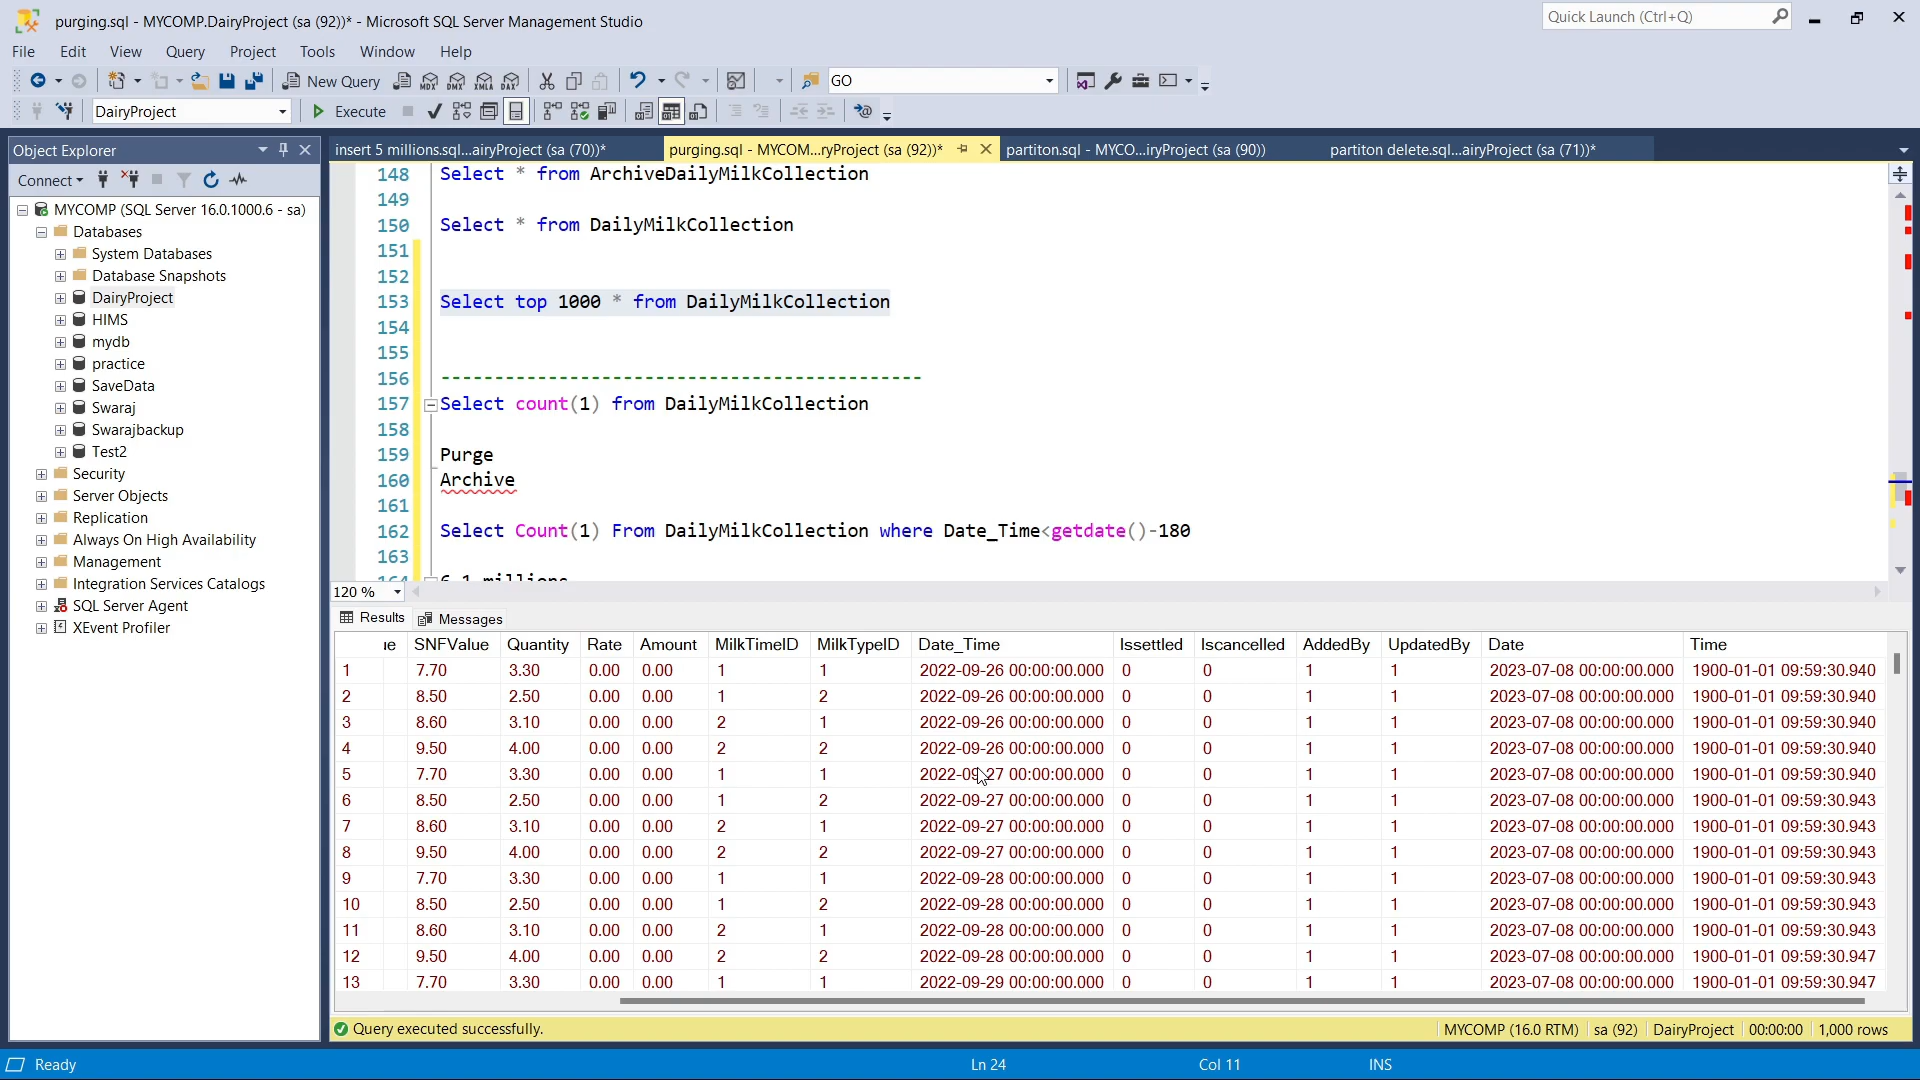 purging.sql - MYCOMP.DairyProject (sa (92))* - Microsoft SQL Server Management Studio
Quick Launch (Ctrl+Q)
File Edit View Query Project Tools Window Help
New Query MDX DMX XMLA DAX GO
DairyProject Execute
Object Explorer
insert 5 millions.sql...airyProject (sa (70))* purging.sql - MYCOM...ryProject (sa (92))* partiton.sql - MYCO...iryProject (sa (90)) partiton delete.sql...airyProject (sa (71))*
Connect
MYCOMP (SQL Server 16.0.1000.6 - sa)
Databases
System Databases
Database Snapshots
DairyProject
HIMS
mydb
practice
SaveData
Swaraj
Swarajbackup
Test2
Security
Server Objects
Replication
Always On High Availability
Management
Integration Services Catalogs
SQL Server Agent
XEvent Profiler
148 Select * from ArchiveDailyMilkCollection
149
150 Select * from DailyMilkCollection
151
152
153 Select top 1000 * from DailyMilkCollection
154
155
156 ---------------------------------------------
157 Select count(1) from DailyMilkCollection
158
159 Purge
160 Archive
161
162 Select Count(1) From DailyMilkCollection where Date_Time<getdate()-180
163
164 6.1 millions
120 %
Results Messages
SNFValue Quantity Rate Amount MilkTimeID MilkTypeID Date_Time Issettled Iscancelled AddedBy UpdatedBy Date Time
1 7.70 3.30 0.00 0.00 1 1 2022-09-26 00:00:00.000 0 0 1 1 2023-07-08 00:00:00.000 1900-01-01 09:59:30.940
2 8.50 2.50 0.00 0.00 1 2 2022-09-26 00:00:00.000 0 0 1 1 2023-07-08 00:00:00.000 1900-01-01 09:59:30.940
3 8.60 3.10 0.00 0.00 2 1 2022-09-26 00:00:00.000 0 0 1 1 2023-07-08 00:00:00.000 1900-01-01 09:59:30.940
4 9.50 4.00 0.00 0.00 2 2 2022-09-26 00:00:00.000 0 0 1 1 2023-07-08 00:00:00.000 1900-01-01 09:59:30.940
5 7.70 3.30 0.00 0.00 1 1 2022-09-27 00:00:00.000 0 0 1 1 2023-07-08 00:00:00.000 1900-01-01 09:59:30.940
6 8.50 2.50 0.00 0.00 1 2 2022-09-27 00:00:00.000 0 0 1 1 2023-07-08 00:00:00.000 1900-01-01 09:59:30.943
7 8.60 3.10 0.00 0.00 2 1 2022-09-27 00:00:00.000 0 0 1 1 2023-07-08 00:00:00.000 1900-01-01 09:59:30.943
8 9.50 4.00 0.00 0.00 2 2 2022-09-27 00:00:00.000 0 0 1 1 2023-07-08 00:00:00.000 1900-01-01 09:59:30.943
9 7.70 3.30 0.00 0.00 1 1 2022-09-28 00:00:00.000 0 0 1 1 2023-07-08 00:00:00.000 1900-01-01 09:59:30.943
10 8.50 2.50 0.00 0.00 1 2 2022-09-28 00:00:00.000 0 0 1 1 2023-07-08 00:00:00.000 1900-01-01 09:59:30.943
11 8.60 3.10 0.00 0.00 2 1 2022-09-28 00:00:00.000 0 0 1 1 2023-07-08 00:00:00.000 1900-01-01 09:59:30.943
12 9.50 4.00 0.00 0.00 2 2 2022-09-28 00:00:00.000 0 0 1 1 2023-07-08 00:00:00.000 1900-01-01 09:59:30.947
13 7.70 3.30 0.00 0.00 1 1 2022-09-29 00:00:00.000 0 0 1 1 2023-07-08 00:00:00.000 1900-01-01 09:59:30.947
Query executed successfully. MYCOMP (16.0 RTM) sa (92) DairyProject 00:00:00 1,000 rows
Ready Ln 24 Col 11 INS